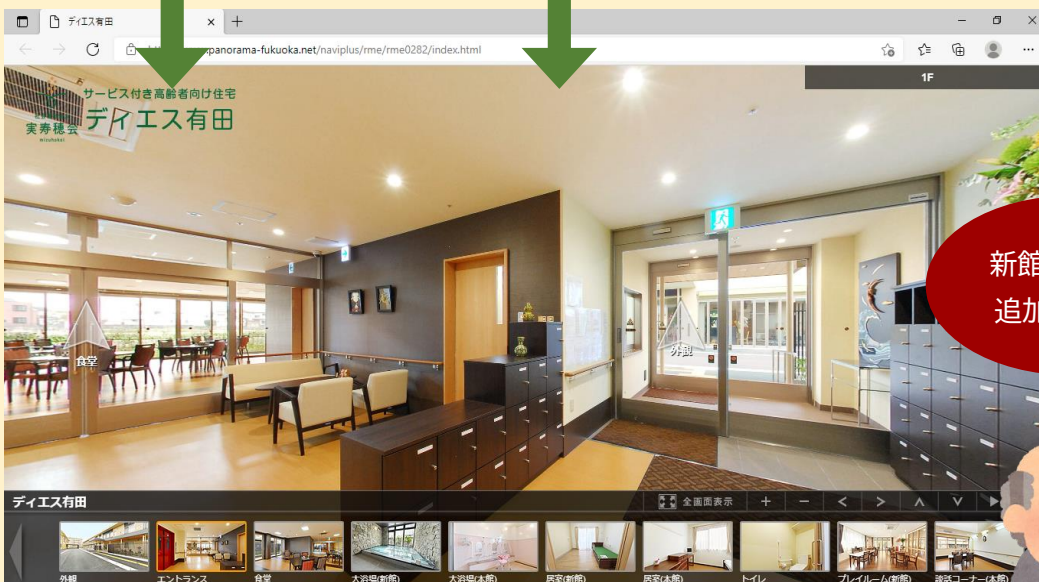 ディエス有田
panorama-fukuoka.net/naviplus/rme/rme0282/index.html
1F
サービス付き高齢者向け住宅
実寿穂会
mizuhokai
ディエス有田
新館
追加
食堂
外観
ディエス有田
全画面表示
外観
エントランス
食堂
大浴場(新館)
大浴場(本館)
居室(新館)
居室(本館)
トイレ
プレイルーム(新館)
談話コーナー(本館)